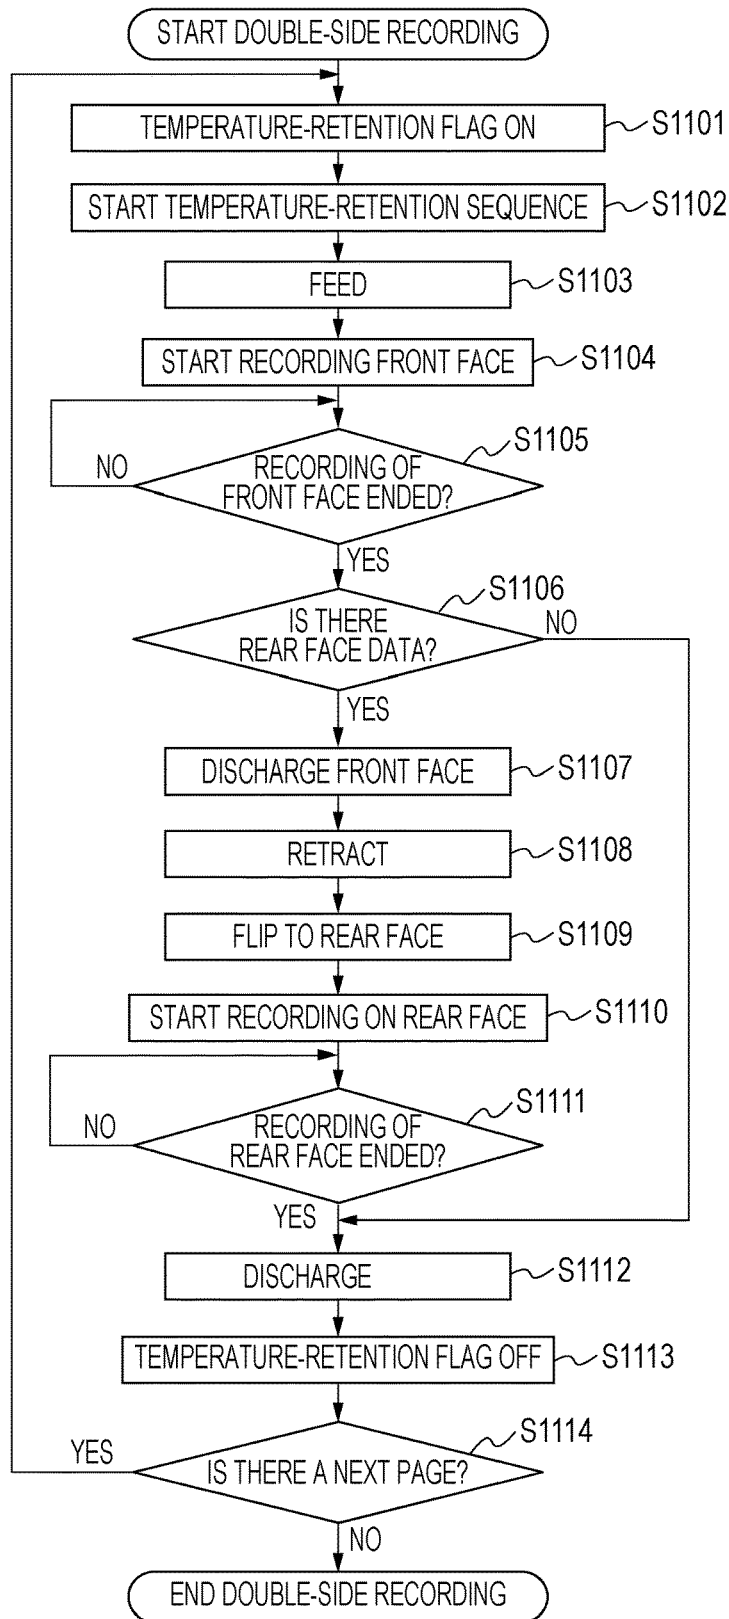 START DOUBLE-SIDE RECORDING
TEMPERATURE-RETENTION FLAG ON
S1101
START TEMPERATURE-RETENTION SEQUENCE
S1102
FEED
S1103
START RECORDING FRONT FACE
S1104
S1105
NO
RECORDING OF
FRONT FACE ENDED?
YES
S1106
IS THERE
REAR FACE DATA?
NO
YES
DISCHARGE FRONT FACE
S1107
RETRACT
S1108
FLIP TO REAR FACE
S1109
START RECORDING ON REAR FACE
S1110
S1111
NO
RECORDING OF
REAR FACE ENDED?
YES
DISCHARGE
S1112
TEMPERATURE-RETENTION FLAG OFF
S1113
S1114
YES
IS THERE A NEXT PAGE?
NO
END DOUBLE-SIDE RECORDING